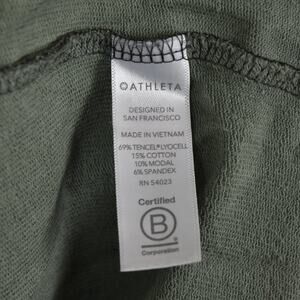 ATHLETA
DESIGNED IN
SAN FRANCISCO
MADE IN VIETNAM
69% TENCEL® LYOCELL
15% COTTON
10% MODAL
6% SPANDEX
RN 54023
Certified
B
Corporation